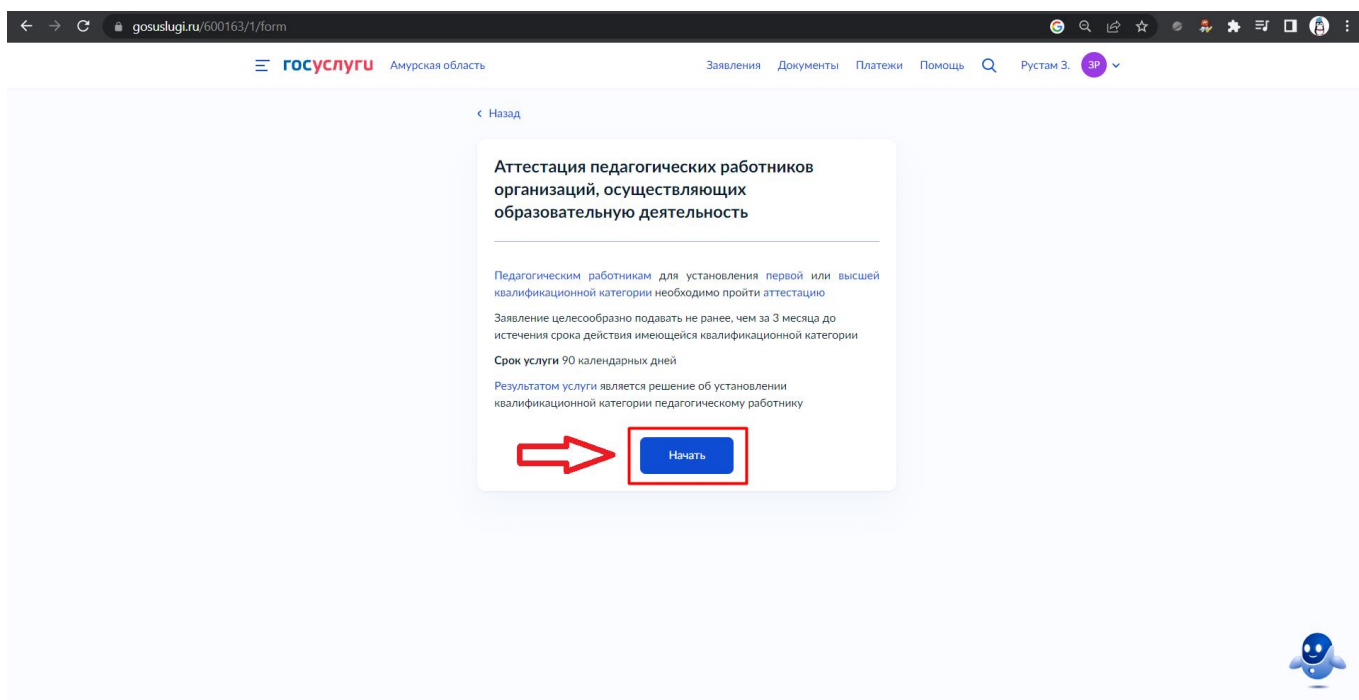 gosuslugi.ru/600163/1/form
госуслуги Амурская область Заявления Документы Платежи Помощь Рустам З. ЗР
Назад
Аттестация педагогических работников
организаций, осуществляющих
образовательную деятельность
Педагогическим работникам для установления первой или высшей
квалификационной категории необходимо пройти аттестацию
Заявление целесообразно подавать не ранее, чем за 3 месяца до
истечения срока действия имеющейся квалификационной категории
Срок услуги 90 календарных дней
Результатом услуги является решение об установлении
квалификационной категории педагогическому работнику
Начать